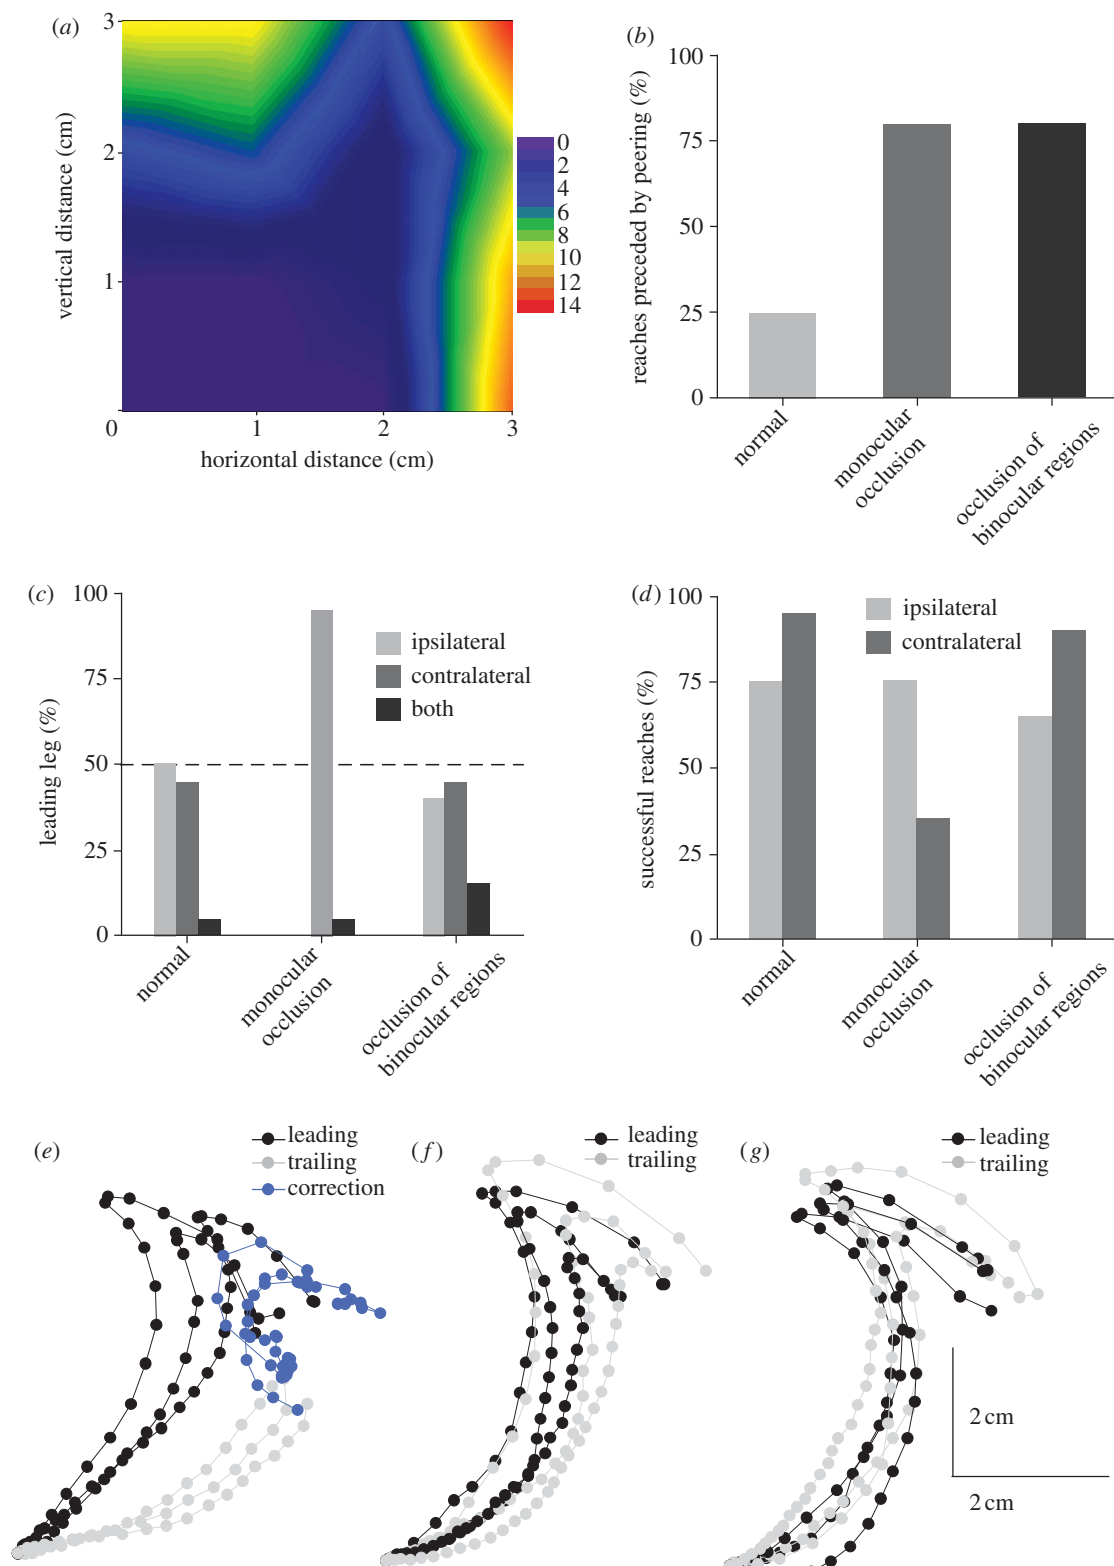 (a)
3
2
1
0
1
2
3
vertical distance (cm)
horizontal distance (cm)
0
2
4
6
8
10
12
14
(b)
100
75
50
25
0
reaches preceded by peering (%)
normal
monocular
occlusion
occlusion of
binocular regions
(c)
100
75
50
25
0
leading leg (%)
ipsilateral
contralateral
both
normal
monocular
occlusion
occlusion of
binocular regions
(d)
100
75
50
25
0
successful reaches (%)
ipsilateral
contralateral
normal
monocular
occlusion
occlusion of
binocular regions
(e)
leading
trailing
correction
(f)
leading
trailing
(g)
leading
trailing
2 cm
2 cm